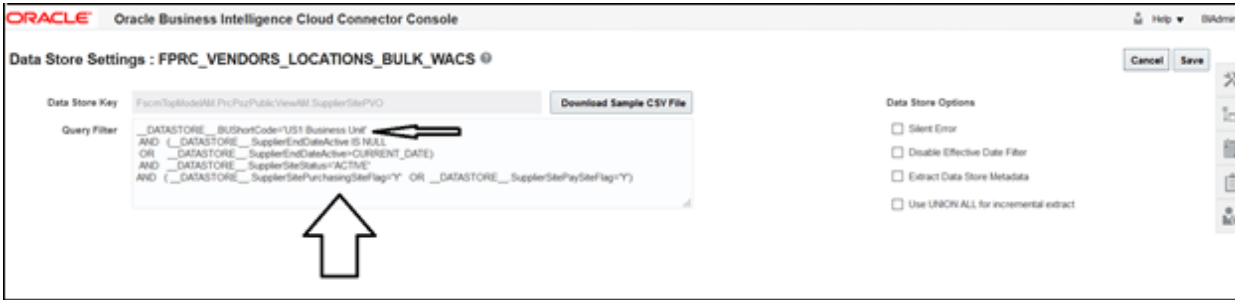 ORACLE Oracle Business Intelligence Cloud Connector Console Help BIAdmin
Data Store Settings : FPRC_VENDORS_LOCATIONS_BULK_WACS
Cancel Save
Data Store Key FscmTopModelAM.PrcPozPublicViewAM.SupplierSitePVO Download Sample CSV File
Query Filter
__DATASTORE__.BUShortCode='US1 Business Unit'
AND (__DATASTORE__.SupplierEndDateActive IS NULL
OR __DATASTORE__.SupplierEndDateActive>CURRENT_DATE)
AND __DATASTORE__.SupplierSiteStatus='ACTIVE'
AND (__DATASTORE__.SupplierSitePurchasingSiteFlag='Y' OR __DATASTORE__.SupplierSitePaySiteFlag='Y')
Data Store Options
Silent Error
Disable Effective Date Filter
Extract Data Store Metadata
Use UNION ALL for incremental extract